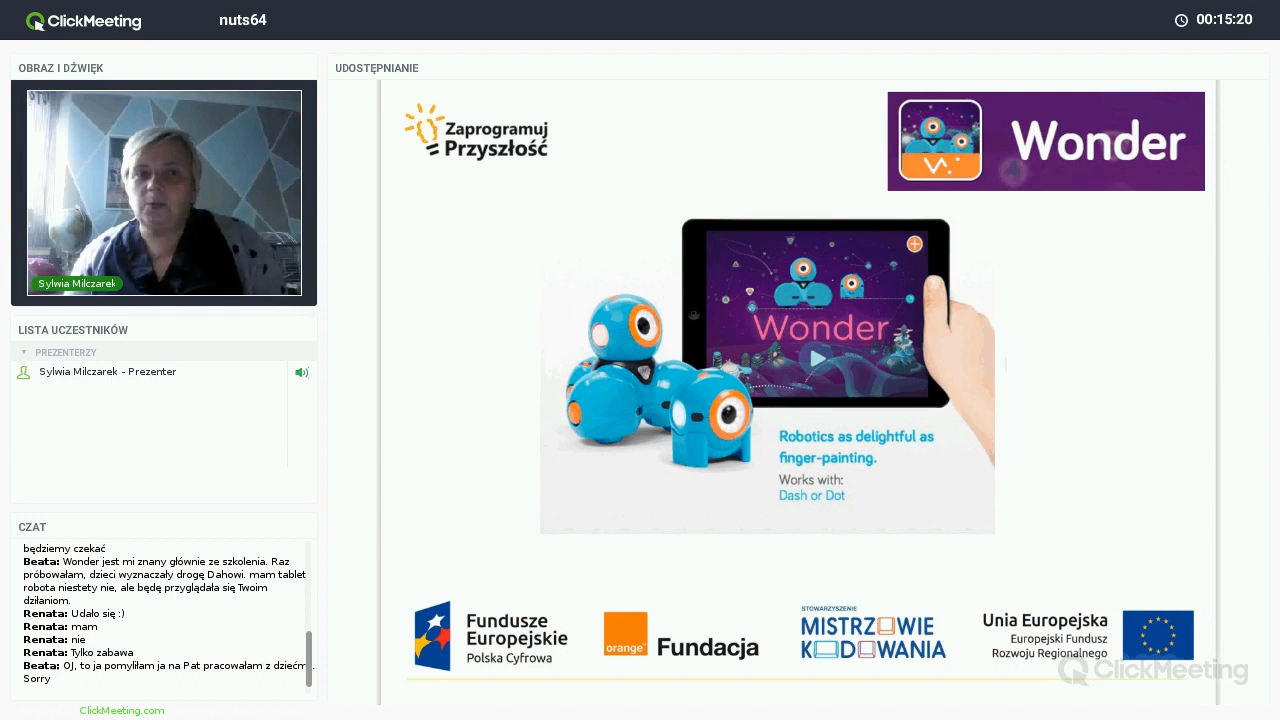 ClickMeeting
nuts64
00:15:20
OBRAZ I DŹWIĘK
Sylwia Milczarek
LISTA UCZESTNIKÓW
PREZENTERZY
Sylwia Milczarek - Prezenter
CZAT
będziemy czekać
Beata: Wonder jest mi znany głównie ze szkolenia. Raz
próbowałam, dzieci wyznaczały drogę Dahowi. mam tablet
robota niestety nie, ale będę przyglądała się Twoim
dziłaniom.
Renata: Udało się :)
Renata: mam
Renata: nie
Renata: Tylko zabawa
Beata: OJ, to ja pomyliłam ja na Pat pracowałam z dziećmi.
Sorry
ClickMeeting.com
UDOSTĘPNIANIE
Zaprogramuj
Przyszłość
Wonder
Wonder
Robotics as delightful as
finger-painting.
Works with:
Dash or Dot
Fundusze
Europejskie
Polska Cyfrowa
orange
Fundacja
STOWARZYSZENIE
MISTRZOWIE
KODOWANIA
Unia Europejska
Europejski Fundusz
Rozwoju Regionalnego
ClickMeeting